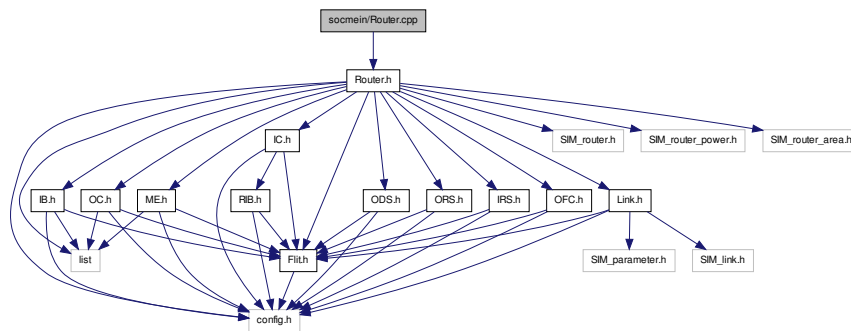 socmein/Router.cpp
Router.h
IC.h
SIM_router.h
SIM_router_power.h
SIM_router_area.h
IB.h
OC.h
ME.h
RIB.h
ODS.h
ORS.h
IRS.h
OFC.h
Link.h
list
Flit.h
SIM_parameter.h
SIM_link.h
config.h